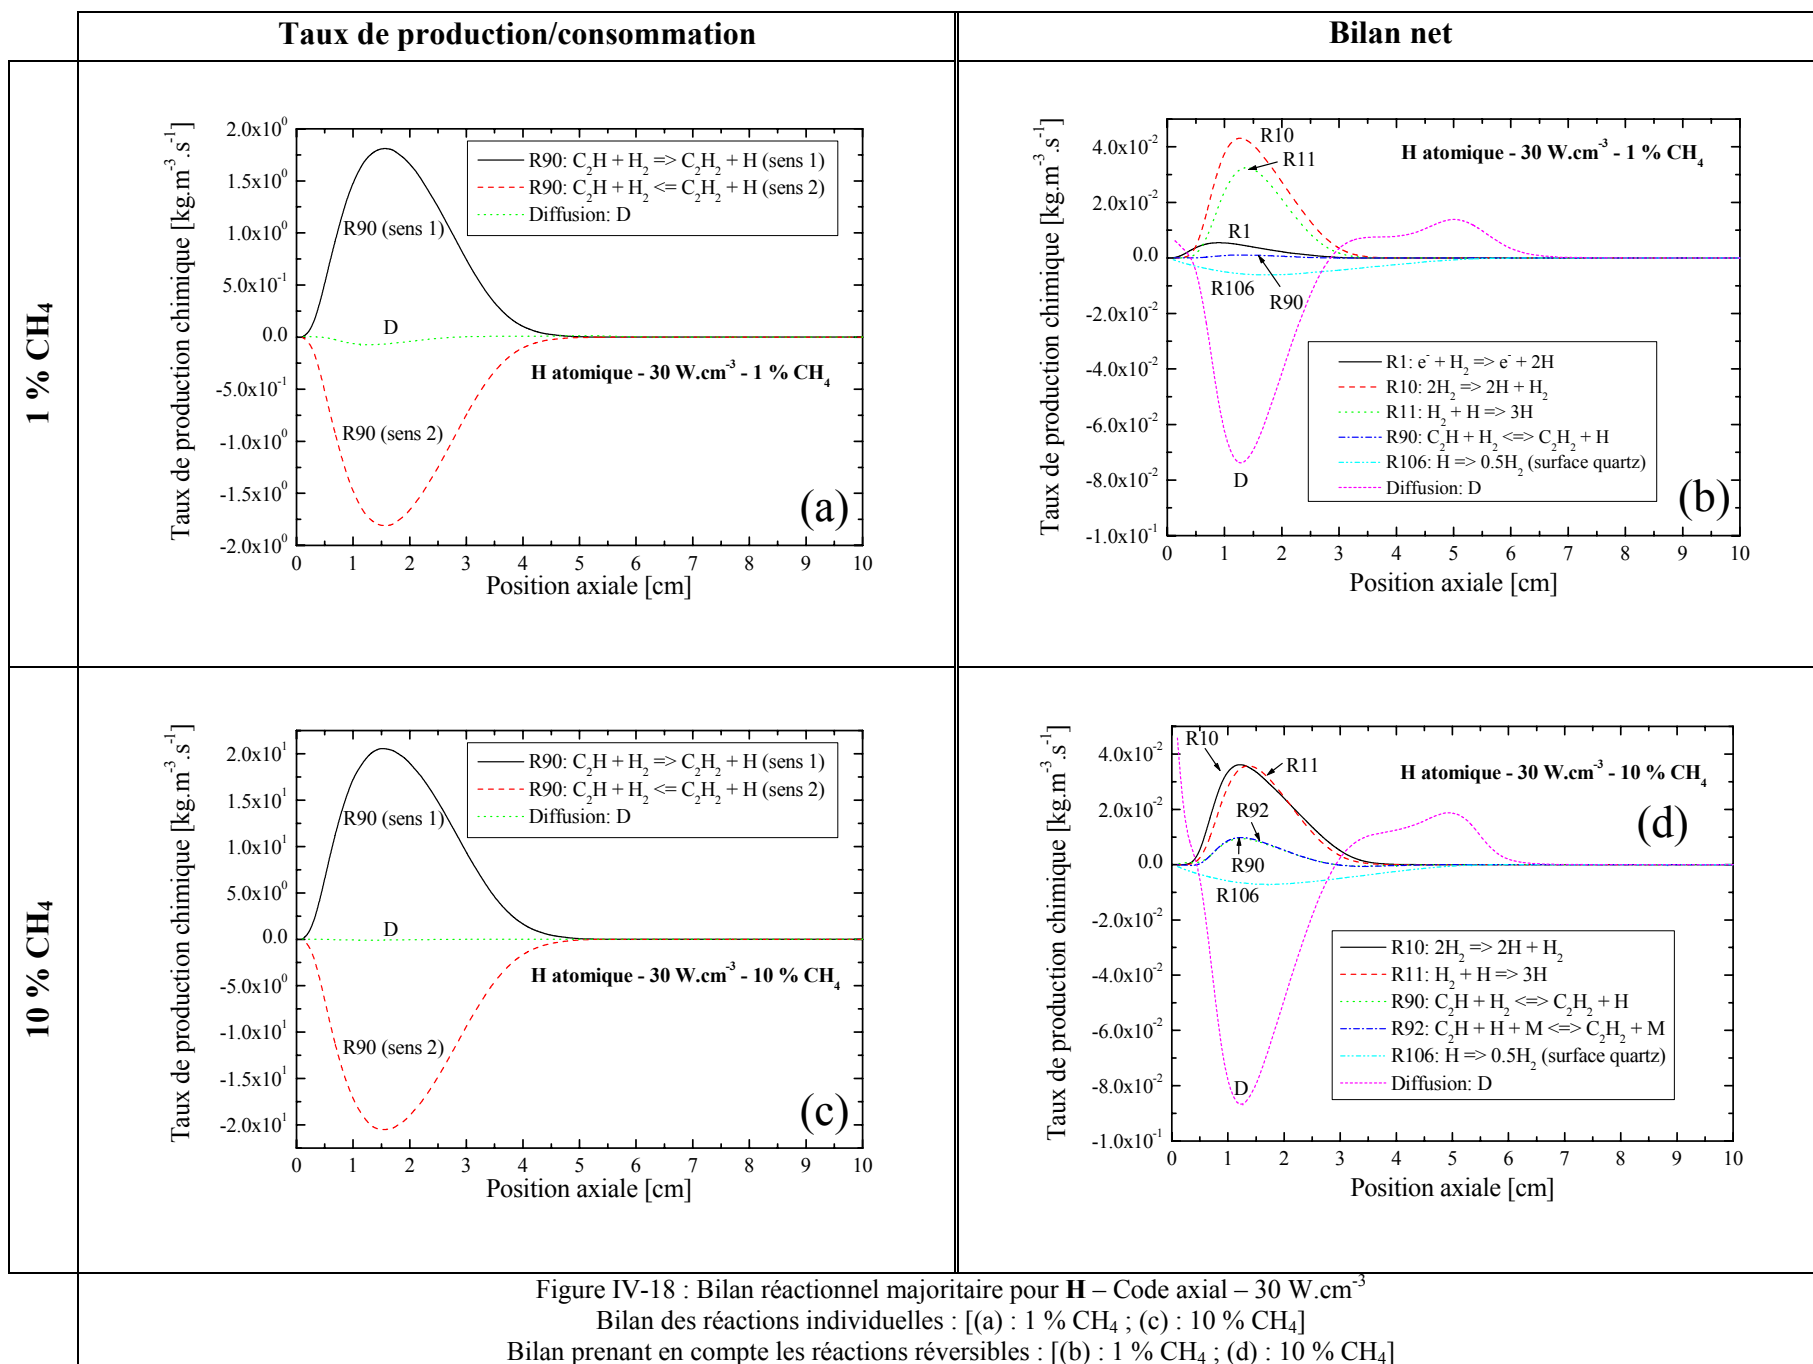 Taux de production/consommation
Bilan net
1 % CH4
Taux de production chimique [kg.m-3.s-1]
2.0x10^0
1.5x10^0
1.0x10^0
5.0x10^-1
0.0
-5.0x10^-1
-1.0x10^0
-1.5x10^0
-2.0x10^0
R90: C2H + H2 => C2H2 + H (sens 1)
R90: C2H + H2 <= C2H2 + H (sens 2)
Diffusion: D
R90 (sens 1)
D
H atomique - 30 W.cm-3 - 1 % CH4
R90 (sens 2)
(a)
0 1 2 3 4 5 6 7 8 9 10
Position axiale [cm]
Taux de production chimique [kg.m-3.s-1]
4.0x10^-2
2.0x10^-2
0.0
-2.0x10^-2
-4.0x10^-2
-6.0x10^-2
-8.0x10^-2
-1.0x10^-1
R10
R11
H atomique - 30 W.cm-3 - 1 % CH4
R1
R106
R90
R1: e- + H2 => e- + 2H
R10: 2H2 => 2H + H2
R11: H2 + H => 3H
R90: C2H + H2 <=> C2H2 + H
R106: H => 0.5H2 (surface quartz)
Diffusion: D
D
(b)
0 1 2 3 4 5 6 7 8 9 10
Position axiale [cm]
10 % CH4
Taux de production chimique [kg.m-3.s-1]
2.0x10^1
1.5x10^1
1.0x10^1
5.0x10^0
0.0
-5.0x10^0
-1.0x10^1
-1.5x10^1
-2.0x10^1
R90: C2H + H2 => C2H2 + H (sens 1)
R90: C2H + H2 <= C2H2 + H (sens 2)
Diffusion: D
R90 (sens 1)
D
H atomique - 30 W.cm-3 - 10 % CH4
R90 (sens 2)
(c)
0 1 2 3 4 5 6 7 8 9 10
Position axiale [cm]
Taux de production chimique [kg.m-3.s-1]
4.0x10^-2
2.0x10^-2
0.0
-2.0x10^-2
-4.0x10^-2
-6.0x10^-2
-8.0x10^-2
-1.0x10^-1
R10
R11
H atomique - 30 W.cm-3 - 10 % CH4
R92
(d)
R90
R106
R10: 2H2 => 2H + H2
R11: H2 + H => 3H
R90: C2H + H2 <=> C2H2 + H
R92: C2H + H + M <=> C2H2 + M
R106: H => 0.5H2 (surface quartz)
Diffusion: D
D
0 1 2 3 4 5 6 7 8 9 10
Position axiale [cm]
Figure IV-18 : Bilan réactionnel majoritaire pour H – Code axial – 30 W.cm-3
Bilan des réactions individuelles : [(a) : 1 % CH4 ; (c) : 10 % CH4]
Bilan prenant en compte les réactions réversibles : [(b) : 1 % CH4 ; (d) : 10 % CH4]